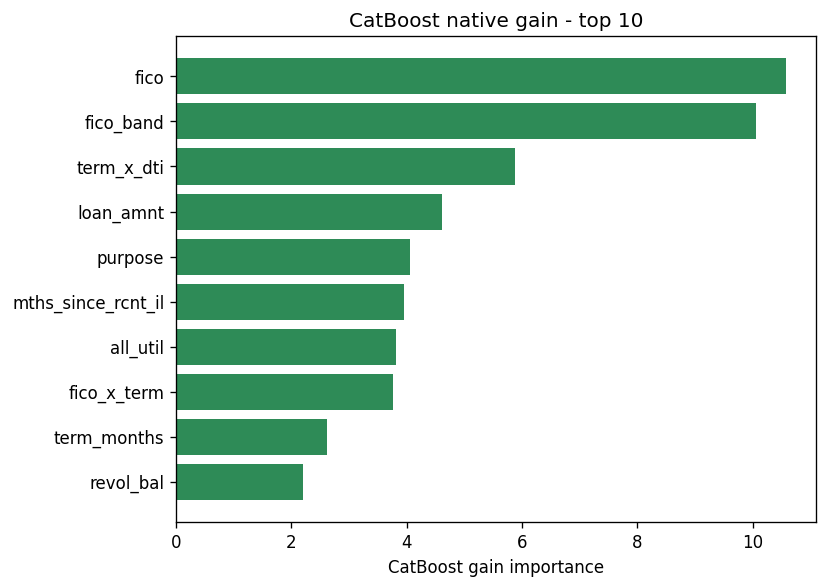 CatBoost native gain - top 10
fico
fico_band
term_x_dti
loan_amnt
purpose
mths_since_rcnt_il
all_util
fico_x_term
term_months
revol_bal
0 2 4 6 8 10
CatBoost gain importance